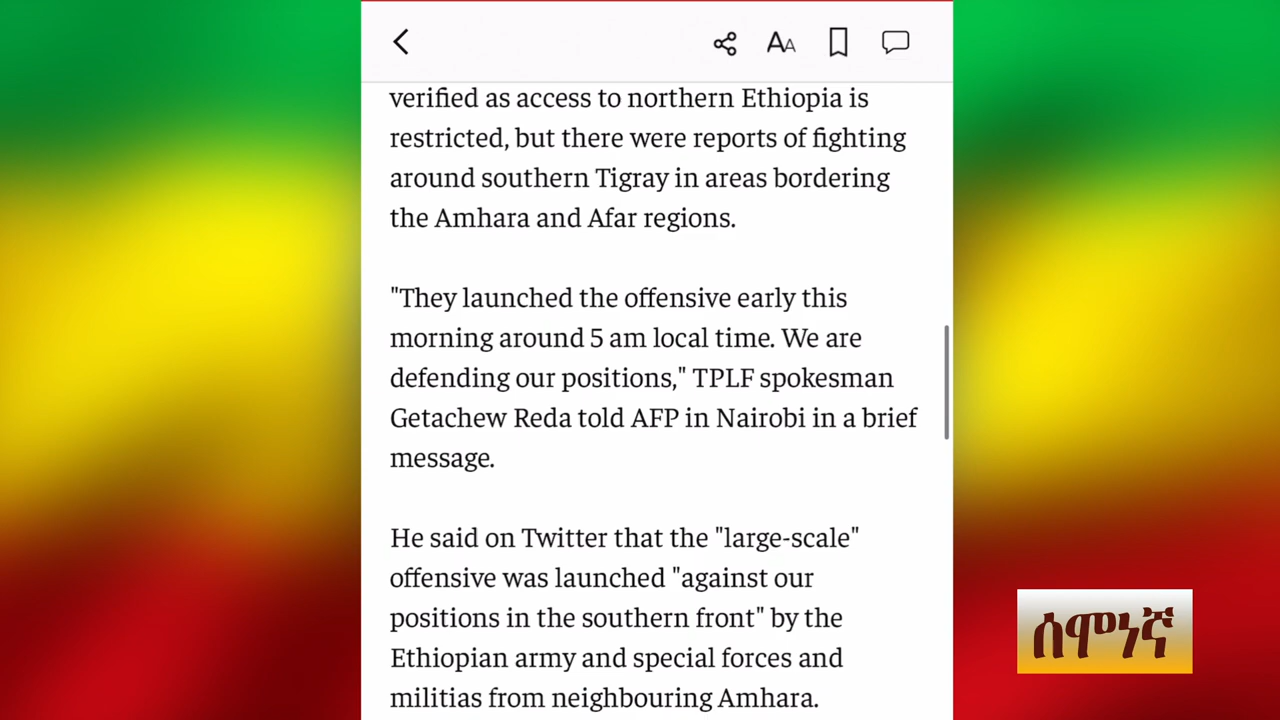 AA
verified as access to northern Ethiopia is
restricted, but there were reports of fighting
around southern Tigray in areas bordering
the Amhara and Afar regions.
"They launched the offensive early this
morning around 5 am local time. We are
defending our positions," TPLF spokesman
Getachew Reda told AFP in Nairobi in a brief
message.
He said on Twitter that the "large-scale"
offensive was launched "against our
positions in the southern front" by the
Ethiopian army and special forces and
militias from neighbouring Amhara.
ሰሞነኛ